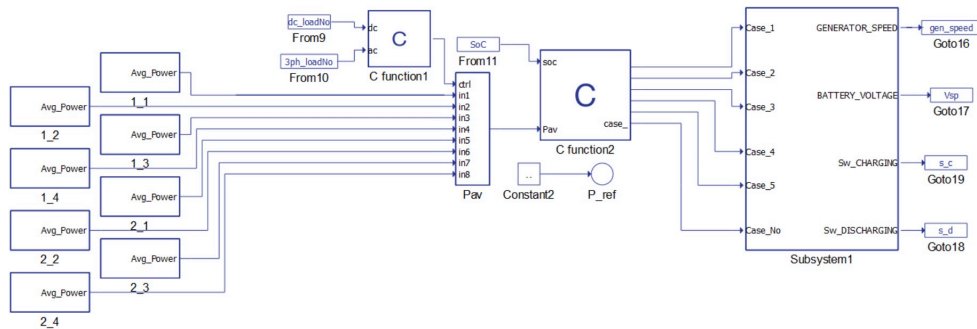 dc_loadNo
From9
3ph_loadNo
From10
dc
ac
C
C function1
SoC
From11
soc
Pav
case_
C
C function2
Avg_Power
1_1
Avg_Power
1_2
Avg_Power
1_3
Avg_Power
1_4
Avg_Power
2_1
Avg_Power
2_2
Avg_Power
2_3
Avg_Power
2_4
ctrl
in1
in2
in3
in4
in5
in6
in7
in8
Pav
..
Constant2
P_ref
Case_1
Case_2
Case_3
Case_4
Case_5
Case_No
GENERATOR_SPEED
BATTERY_VOLTAGE
Sw_CHARGING
Sw_DISCHARGING
Subsystem1
gen_speed
Goto16
Vsp
Goto17
s_c
Goto19
s_d
Goto18